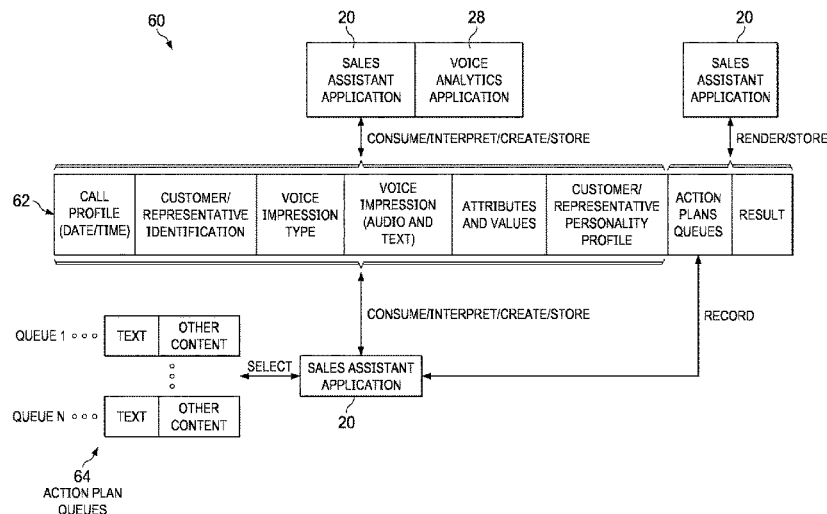 60
20
28
20
SALES
ASSISTANT
APPLICATION
VOICE
ANALYTICS
APPLICATION
SALES
ASSISTANT
APPLICATION
CONSUME/INTERPRET/CREATE/STORE
RENDER/STORE
62
CALL
PROFILE
(DATE/TIME)
CUSTOMER/
REPRESENTATIVE
IDENTIFICATION
VOICE
IMPRESSION
TYPE
VOICE
IMPRESSION
(AUDIO AND
TEXT)
ATTRIBUTES
AND VALUES
CUSTOMER/
REPRESENTATIVE
PERSONALITY
PROFILE
ACTION
PLANS
QUEUES
RESULT
CONSUME/INTERPRET/CREATE/STORE
RECORD
QUEUE 1
TEXT
OTHER
CONTENT
SELECT
SALES ASSISTANT
APPLICATION
20
QUEUE N
TEXT
OTHER
CONTENT
64
ACTION PLAN
QUEUES